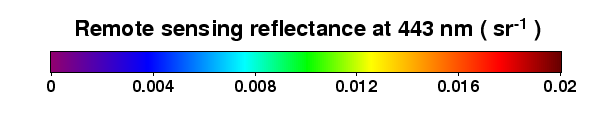 Remote sensing reflectance at 443 nm ( sr⁻¹ )
0 0.004 0.008 0.012 0.016 0.02